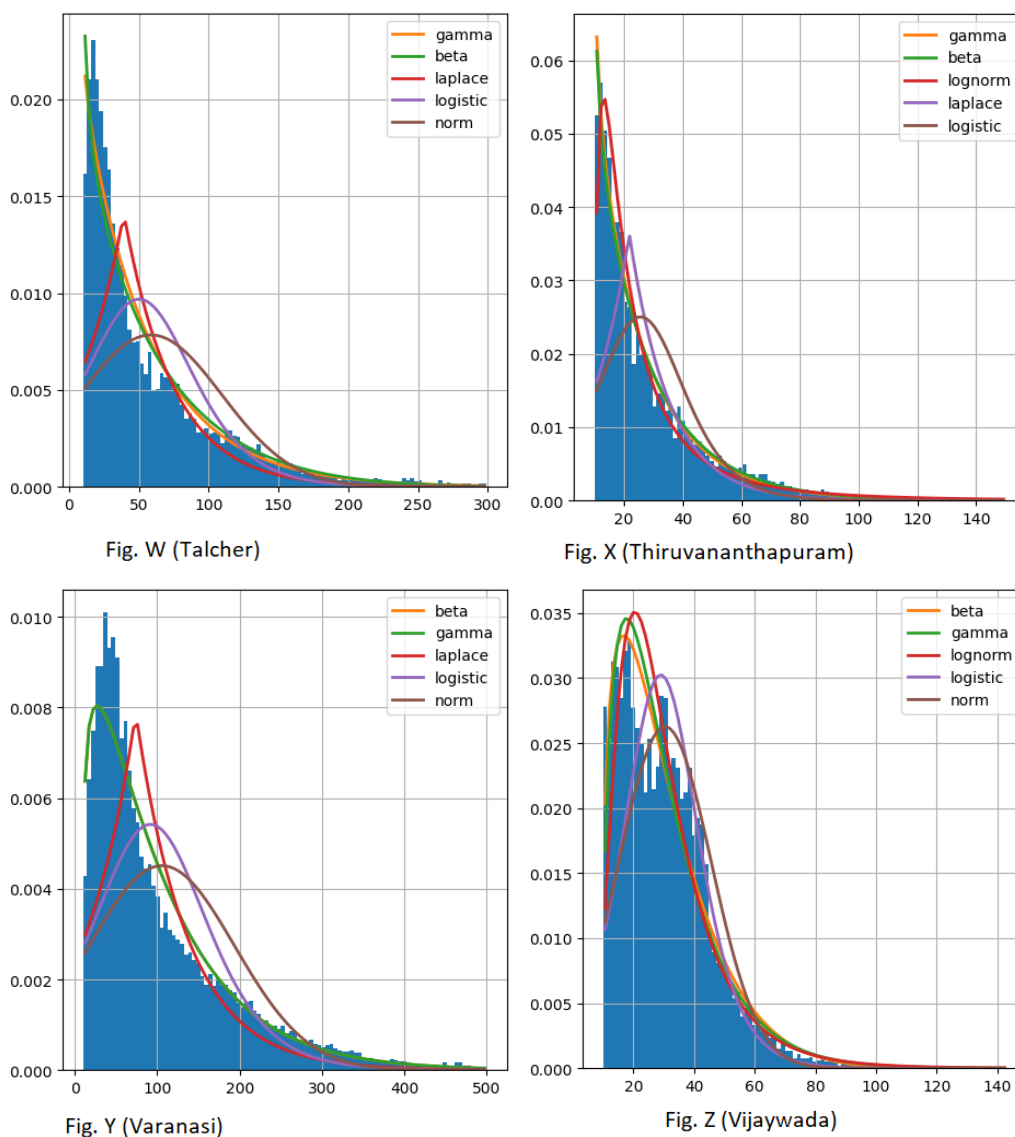 gamma
beta
laplace
logistic
norm
0.020
0.015
0.010
0.005
0.000
0 50 100 150 200 250 300
Fig. W (Talcher)
gamma
beta
lognorm
laplace
logistic
0.06
0.05
0.04
0.03
0.02
0.01
0.00
20 40 60 80 100 120 140
Fig. X (Thiruvananthapuram)
beta
gamma
laplace
logistic
norm
0.010
0.008
0.006
0.004
0.002
0.000
0 100 200 300 400 500
Fig. Y (Varanasi)
beta
gamma
lognorm
logistic
norm
0.035
0.030
0.025
0.020
0.015
0.010
0.005
0.000
20 40 60 80 100 120 140
Fig. Z (Vijaywada)